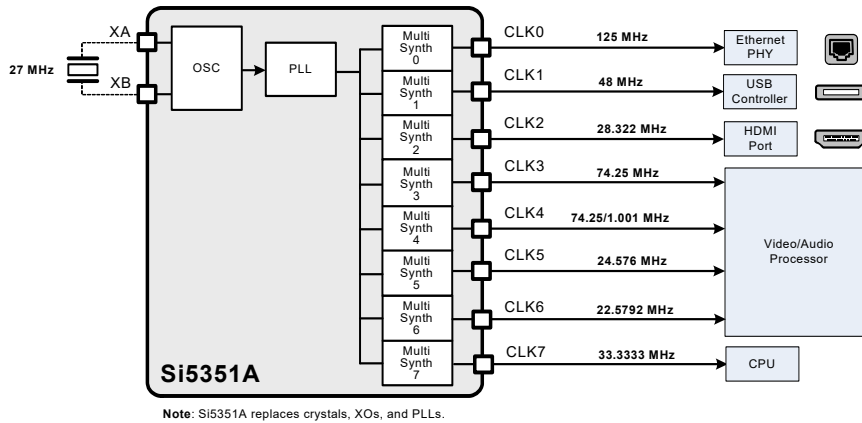 XA
XB
27 MHz
OSC
PLL
Multi
Synth
0
Multi
Synth
1
Multi
Synth
2
Multi
Synth
3
Multi
Synth
4
Multi
Synth
5
Multi
Synth
6
Multi
Synth
7
Si5351A
CLK0
125 MHz
Ethernet
PHY
CLK1
48 MHz
USB
Controller
CLK2
28.322 MHz
HDMI
Port
CLK3
74.25 MHz
CLK4
74.25/1.001 MHz
CLK5
24.576 MHz
CLK6
22.5792 MHz
Video/Audio
Processor
CLK7
33.3333 MHz
CPU
Note: Si5351A replaces crystals, XOs, and PLLs.